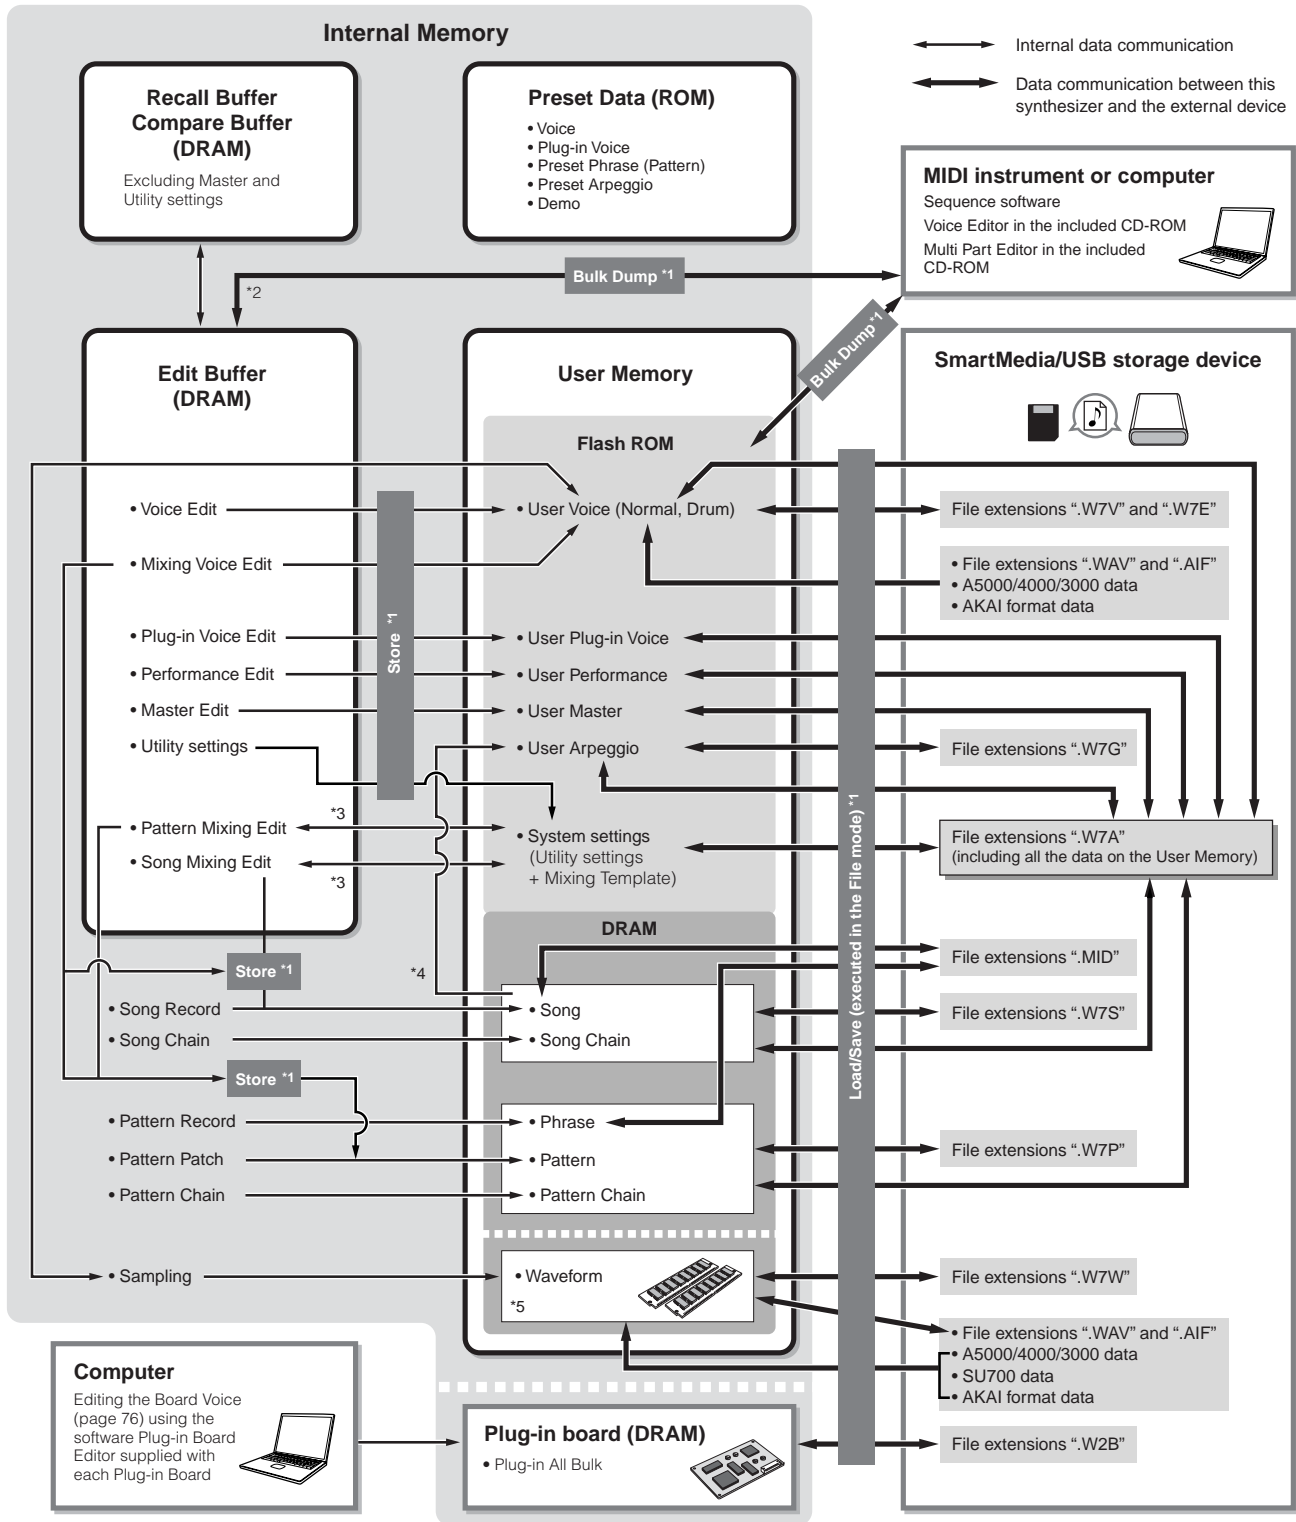 Internal Memory
Internal data communication
Data communication between this
synthesizer and the external device
Recall Buffer
Compare Buffer
(DRAM)
Excluding Master and
Utility settings
Preset Data (ROM)
• Voice
• Plug-in Voice
• Preset Phrase (Pattern)
• Preset Arpeggio
• Demo
MIDI instrument or computer
Sequence software
Voice Editor in the included CD-ROM
Multi Part Editor in the included
CD-ROM
Bulk Dump *1
*2
Bulk Dump *1
Edit Buffer
(DRAM)
• Voice Edit
• Mixing Voice Edit
• Plug-in Voice Edit
• Performance Edit
• Master Edit
• Utility settings
• Pattern Mixing Edit
• Song Mixing Edit
*3
*3
Store *1
Store *1
*4
• Song Record
• Song Chain
Store *1
• Pattern Record
• Pattern Patch
• Pattern Chain
• Sampling
User Memory
Flash ROM
• User Voice (Normal, Drum)
• User Plug-in Voice
• User Performance
• User Master
• User Arpeggio
• System settings
(Utility settings
+ Mixing Template)
DRAM
• Song
• Song Chain
• Phrase
• Pattern
• Pattern Chain
• Waveform
*5
Load/Save (executed in the File mode) *1
SmartMedia/USB storage device
File extensions “.W7V” and “.W7E”
• File extensions “.WAV” and “.AIF”
• A5000/4000/3000 data
• AKAI format data
File extensions “.W7G”
File extensions “.W7A”
(including all the data on the User Memory)
File extensions “.MID”
File extensions “.W7S”
File extensions “.W7P”
File extensions “.W7W”
• File extensions “.WAV” and “.AIF”
• A5000/4000/3000 data
• SU700 data
• AKAI format data
File extensions “.W2B”
Computer
Editing the Board Voice
(page 76) using the
software Plug-in Board
Editor supplied with
each Plug-in Board
Plug-in board (DRAM)
• Plug-in All Bulk